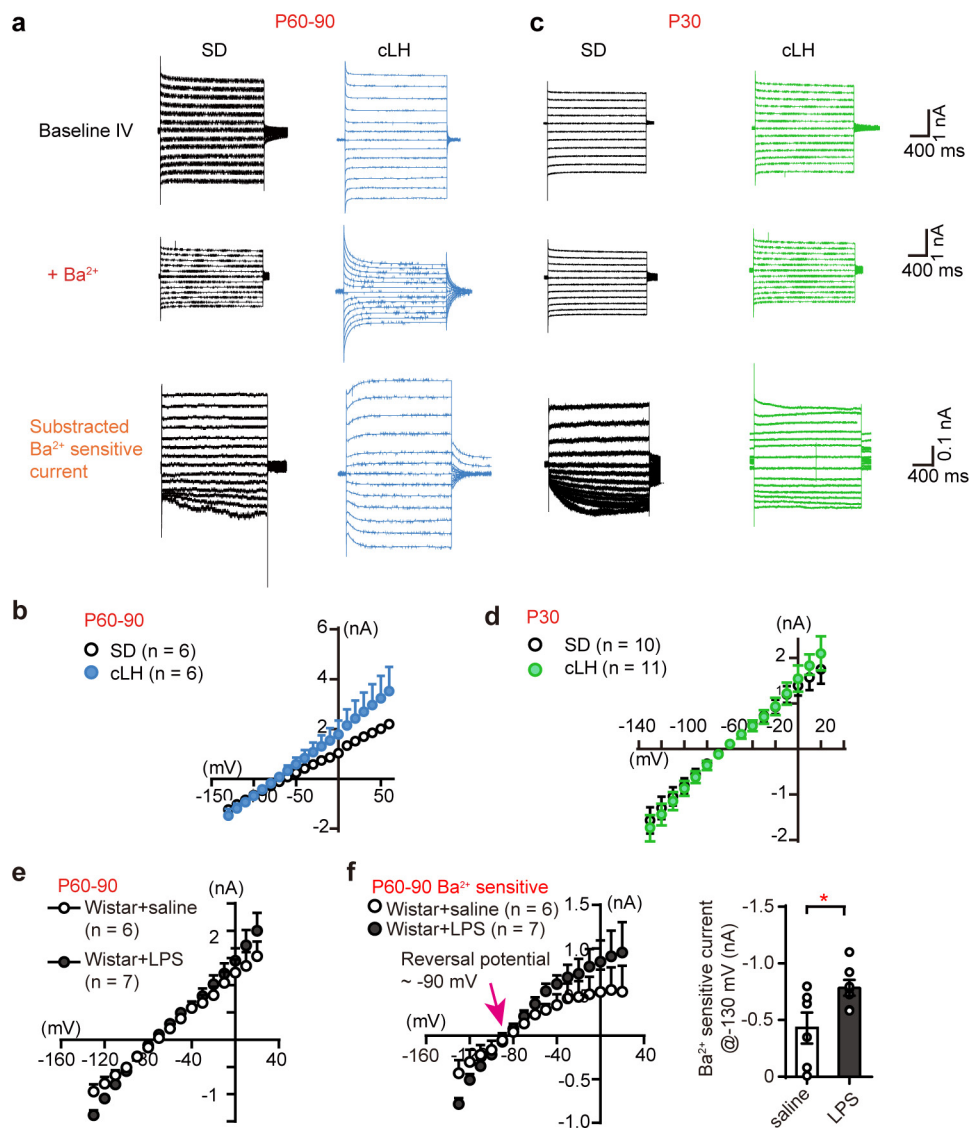 a
P60-90
c
P30
SD
cLH
SD
cLH
Baseline IV
1 nA
400 ms
+ Ba²⁺
1 nA
400 ms
Substracted
Ba²⁺ sensitive
current
0.1 nA
400 ms
b
P60-90
SD (n = 6)
cLH (n = 6)
6
(nA)
4
2
(mV)
-150
-100
-50
50
-2
d
P30
SD (n = 10)
cLH (n = 11)
(nA)
2
1
-140
-100
-60
-20
20
(mV)
-1
-2
e
P60-90
Wistar+saline
(n = 6)
Wistar+LPS
(n = 7)
(nA)
2
1
(mV)
-160
-120
-80
-40
40
-1
f
P60-90 Ba²⁺ sensitive
Wistar+saline (n = 6)
Wistar+LPS (n = 7)
Reversal potential
~ -90 mV
1.5
(nA)
1.0
0.5
(mV)
-160
-120
-80
-40
40
-0.5
-1.0
Ba²⁺ sensitive current
@-130 mV (nA)
-1.5
-1.0
-0.5
0
*
saline
LPS